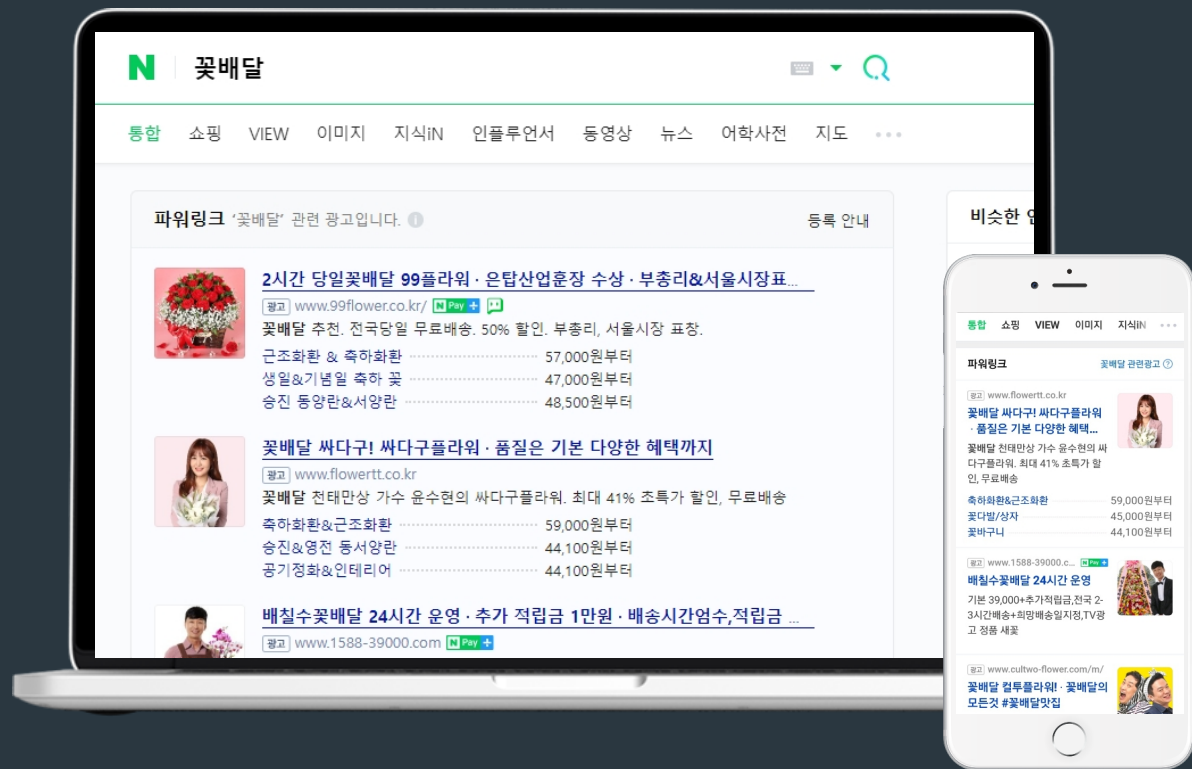 N 꽃배달
통합 쇼핑 VIEW 이미지 지식iN 인플루언서 동영상 뉴스 어학사전 지도
파워링크 '꽃배달' 관련 광고입니다. 등록 안내
2시간 당일꽃배달 99플라워 · 은탑산업훈장 수상 · 부총리&서울시장표...
광고 www.99flower.co.kr/ N Pay +
꽃배달 추천. 전국당일 무료배송. 50% 할인. 부총리, 서울시장 표창.
근조화환 & 축하화환 57,000원부터
생일&기념일 축하 꽃 47,000원부터
승진 동양란&서양란 48,500원부터
꽃배달 싸다구! 싸다구플라워 · 품질은 기본 다양한 혜택까지
광고 www.flowertt.co.kr
꽃배달 천태만상 가수 윤수현의 싸다구플라워. 최대 41% 초특가 할인, 무료배송
축하화환&근조화환 59,000원부터
승진&영전 동서양란 44,100원부터
공기정화&인테리어 44,100원부터
배칠수꽃배달 24시간 운영 · 추가 적립금 1만원 · 배송시간엄수,적립금 ...
광고 www.1588-39000.com N Pay +
비슷한
통합 쇼핑 VIEW 이미지 지식iN
파워링크 꽃배달 관련광고
광고 www.flowertt.co.kr
꽃배달 싸다구! 싸다구플라워
· 품질은 기본 다양한 혜택...
꽃배달 천태만상 가수 윤수현의 싸
다구플라워. 최대 41% 초특가 할
인, 무료배송
축하화환&근조화환 59,000원부터
꽃다발/상자 45,000원부터
꽃바구니 44,100원부터
광고 www.1588-39000.c... N Pay +
배칠수꽃배달 24시간 운영
기본 39,000+추가적립금,전국 2-
3시간배송+희망배송일지정,TV광
고 정품 새꽃
광고 www.cultwo-flower.com/m/
꽃배달 컬투플라워! · 꽃배달의
모든것 #꽃배달맛집